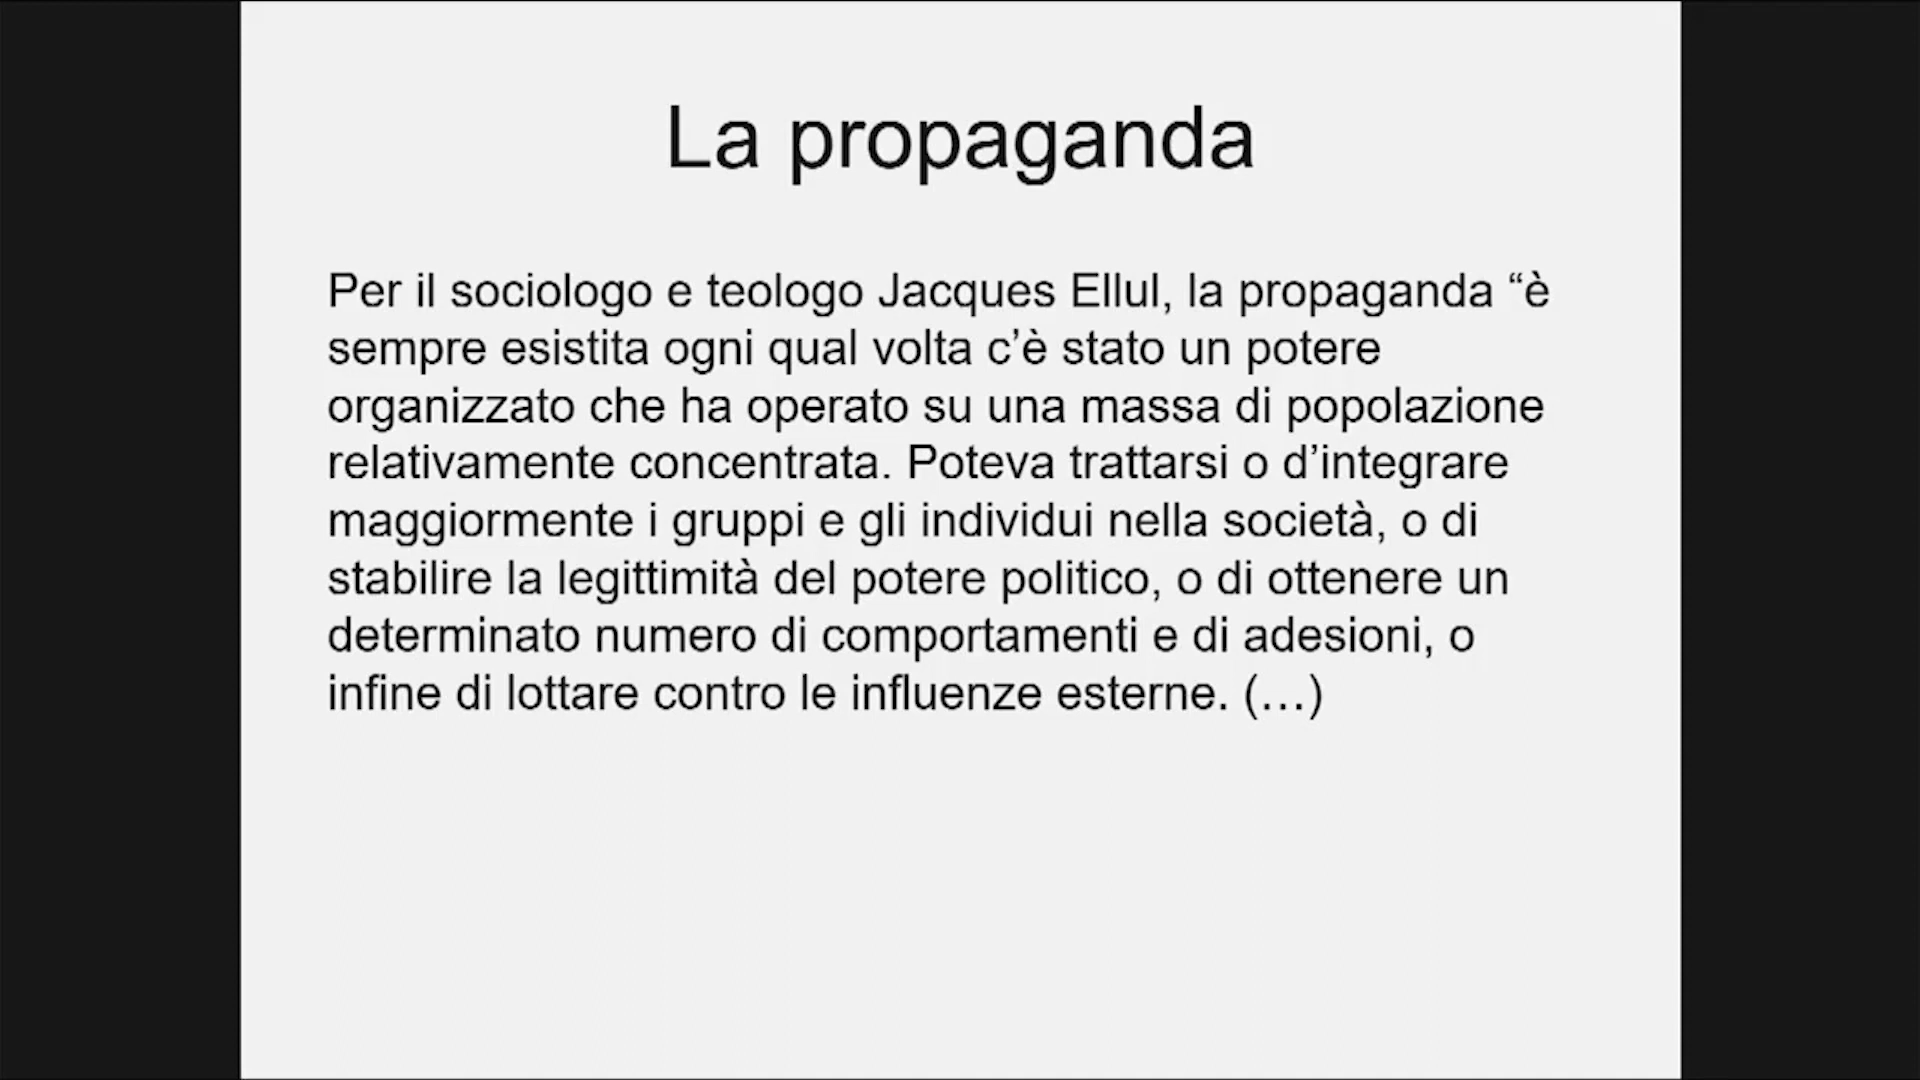 La propaganda
Per il sociologo e teologo Jacques Ellul, la propaganda “è
sempre esistita ogni qual volta c’è stato un potere
organizzato che ha operato su una massa di popolazione
relativamente concentrata. Poteva trattarsi o d’integrare
maggiormente i gruppi e gli individui nella società, o di
stabilire la legittimità del potere politico, o di ottenere un
determinato numero di comportamenti e di adesioni, o
infine di lottare contro le influenze esterne. (…)